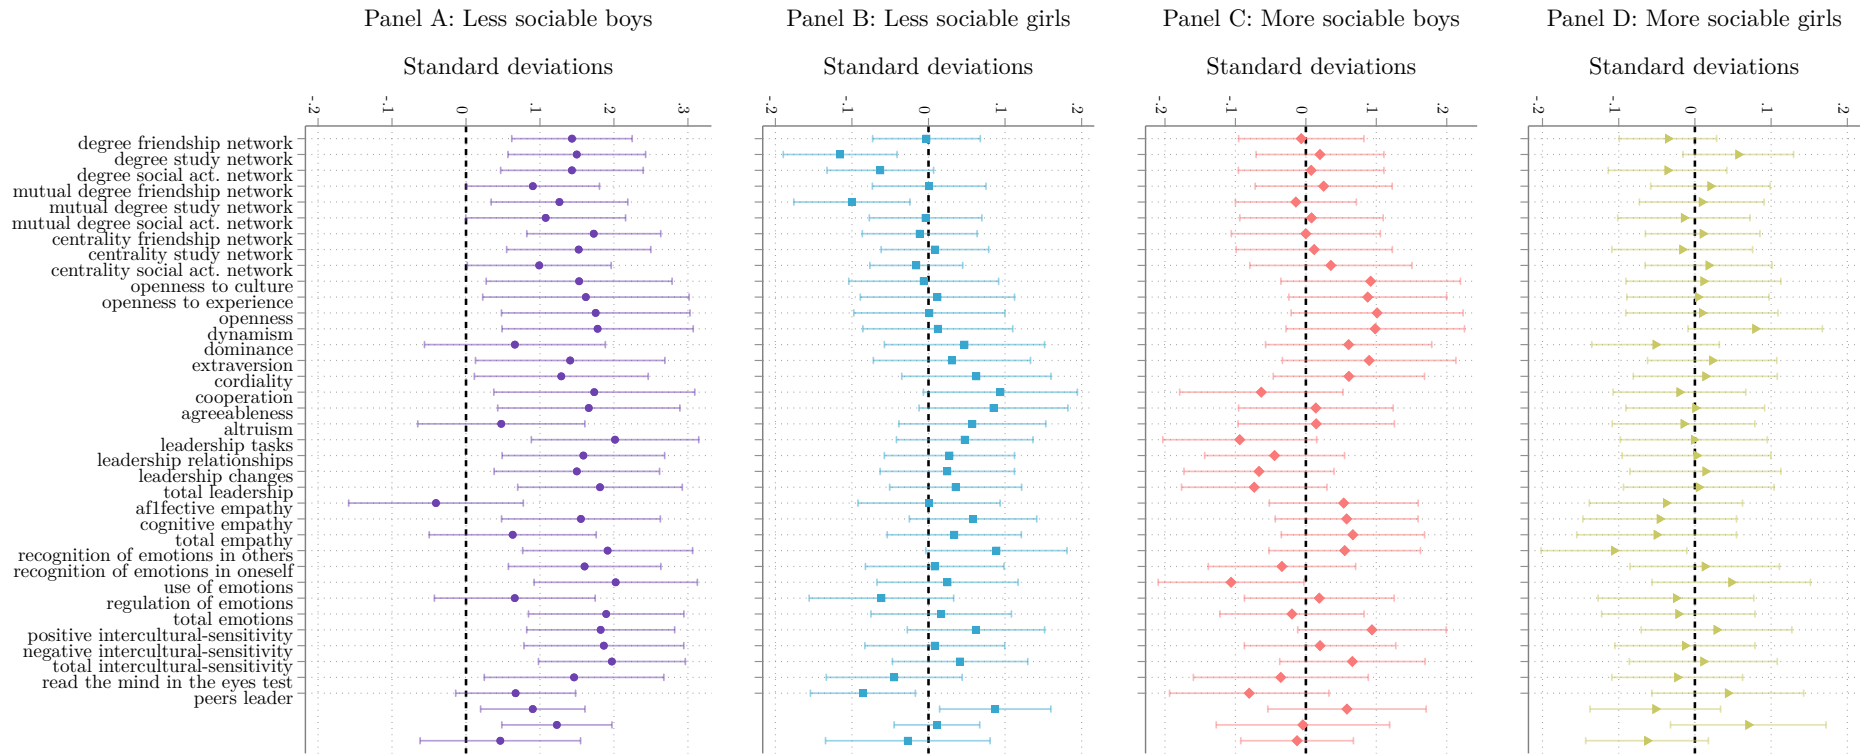 Panel A: Less sociable boys
Panel B: Less sociable girls
Panel C: More sociable boys
Panel D: More sociable girls
Standard deviations
Standard deviations
Standard deviations
Standard deviations
-.2 -.1 0 .1 .2 .3
-.2 -.1 0 .1 .2
-.2 -.1 0 .1 .2
-.2 -.1 0 .1 .2
degree friendship network
degree study network
degree social act. network
mutual degree friendship network
mutual degree study network
mutual degree social act. network
centrality friendship network
centrality study network
centrality social act. network
openness to culture
openness to experience
openness
dynamism
dominance
extraversion
cordiality
cooperation
agreeableness
altruism
leadership tasks
leadership relationships
leadership changes
total leadership
af1fective empathy
cognitive empathy
total empathy
recognition of emotions in others
recognition of emotions in oneself
use of emotions
regulation of emotions
total emotions
positive intercultural-sensitivity
negative intercultural-sensitivity
total intercultural-sensitivity
read the mind in the eyes test
peers leader